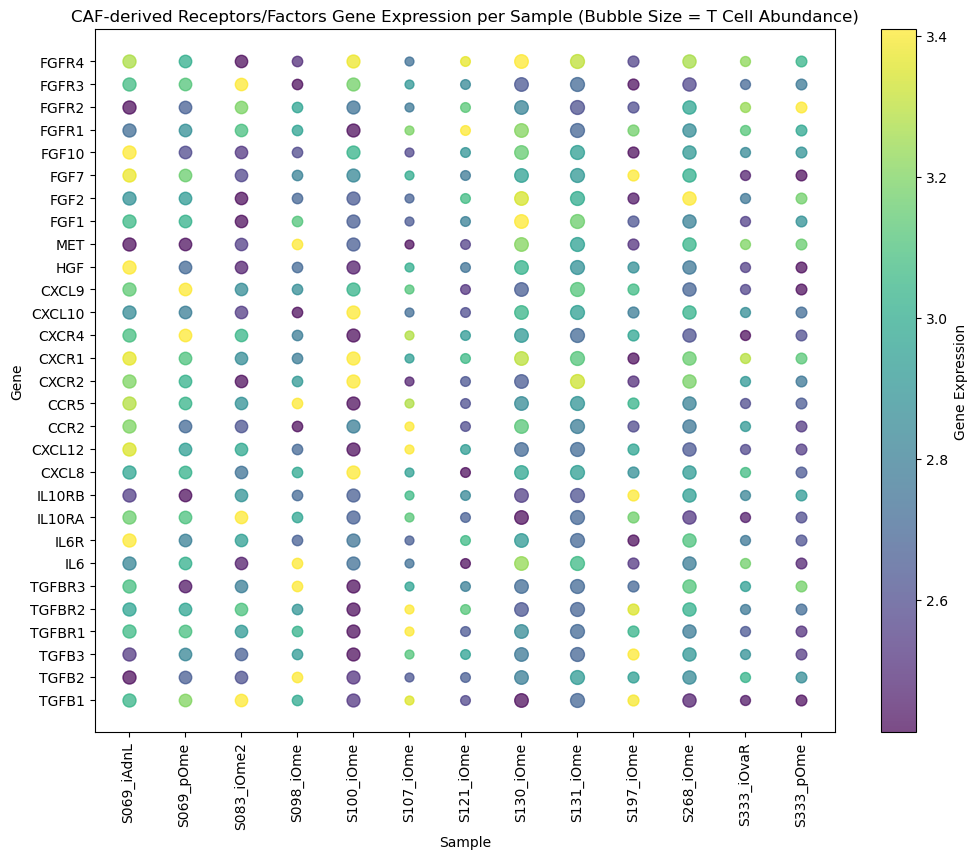 CAF-derived Receptors/Factors Gene Expression per Sample (Bubble Size = T Cell Abundance)
FGFR4
FGFR3
FGFR2
FGFR1
FGF10
FGF7
FGF2
FGF1
MET
HGF
CXCL9
CXCL10
CXCR4
CXCR1
CXCR2
CCR5
CCR2
CXCL12
CXCL8
IL10RB
IL10RA
IL6R
IL6
TGFBR3
TGFBR2
TGFBR1
TGFB3
TGFB2
TGFB1
Gene
S069_iAdnL
S069_pOme
S083_iOme2
S098_iOme
S100_iOme
S107_iOme
S121_iOme
S130_iOme
S131_iOme
S197_iOme
S268_iOme
S333_iOvaR
S333_pOme
Sample
3.4
3.2
3.0
2.8
2.6
Gene Expression